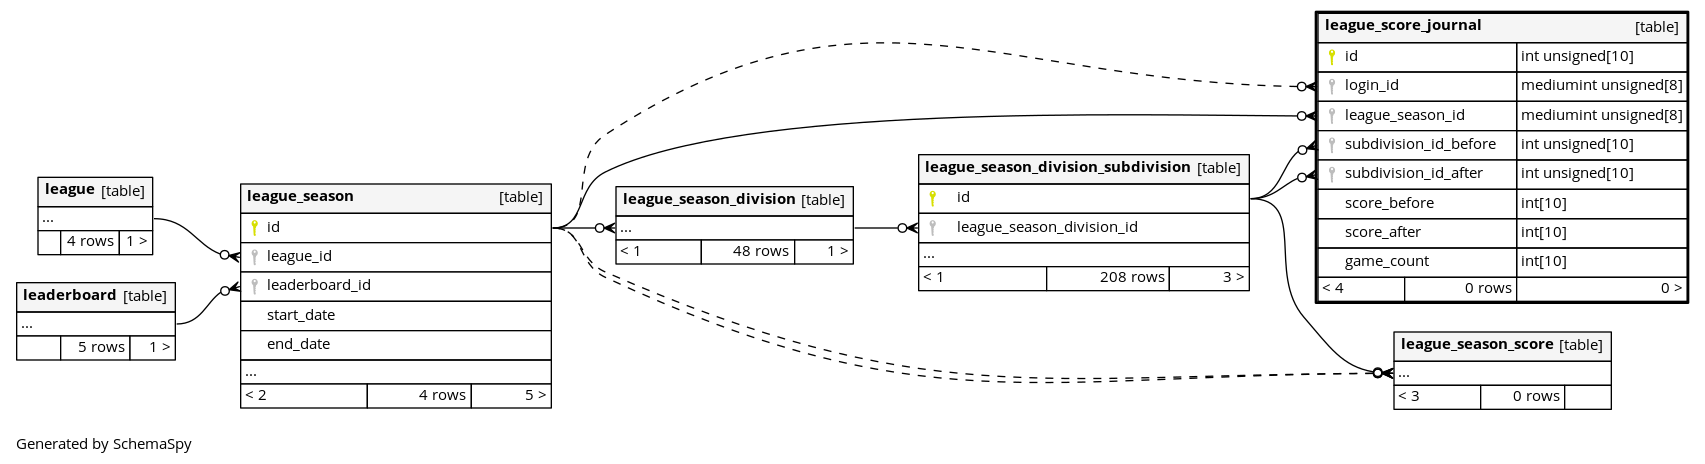 league [table]
...
4 rows 1 >
leaderboard [table]
...
5 rows 1 >
league_season [table]
id
league_id
leaderboard_id
start_date
end_date
...
< 2 4 rows 5 >
league_season_division [table]
...
< 1 48 rows 1 >
league_season_division_subdivision [table]
id
league_season_division_id
...
< 1 208 rows 3 >
league_score_journal [table]
id int unsigned[10]
login_id mediumint unsigned[8]
league_season_id mediumint unsigned[8]
subdivision_id_before int unsigned[10]
subdivision_id_after int unsigned[10]
score_before int[10]
score_after int[10]
game_count int[10]
< 4 0 rows 0 >
league_season_score [table]
...
< 3 0 rows
Generated by SchemaSpy